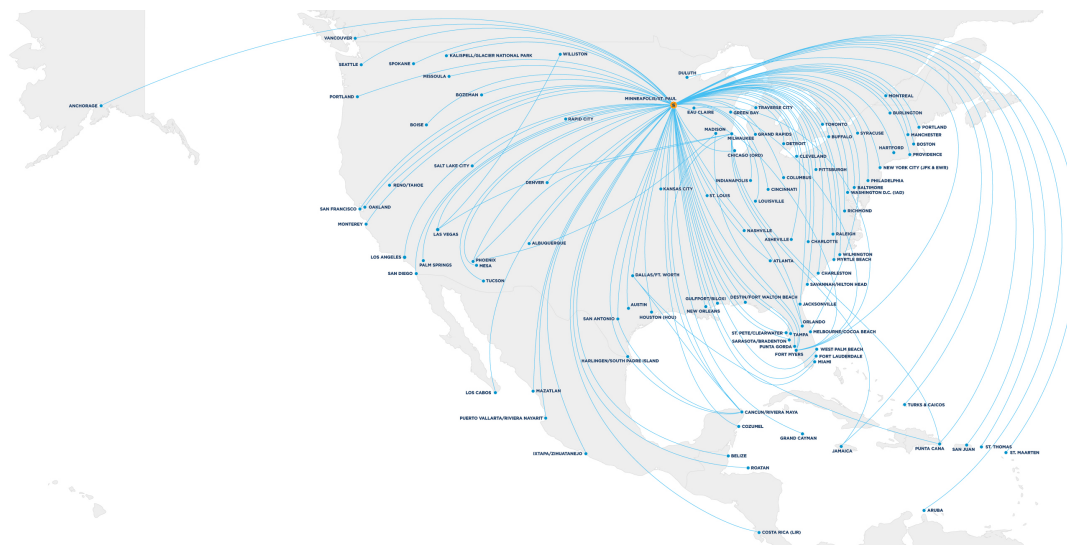 VANCOUVER
KALISPELL/GLACIER NATIONAL PARK
WILLISTON
SEATTLE
SPOKANE
MISSOULA
DULUTH
PORTLAND
BOZEMAN
MINNEAPOLIS/ST. PAUL
MONTREAL
ANCHORAGE
EAU CLAIRE
GREEN BAY
TRAVERSE CITY
BURLINGTON
BOISE
RAPID CITY
TORONTO
PORTLAND
MADISON
MILWAUKEE
GRAND RAPIDS
BUFFALO
SYRACUSE
MANCHESTER
DETROIT
BOSTON
HARTFORD
CHICAGO (ORD)
CLEVELAND
PROVIDENCE
SALT LAKE CITY
PITTSBURGH
NEW YORK CITY (JFK & EWR)
DENVER
INDIANAPOLIS
COLUMBUS
PHILADELPHIA
RENO/TAHOE
KANSAS CITY
CINCINNATI
BALTIMORE
WASHINGTON D.C. (IAD)
ST. LOUIS
LOUISVILLE
SAN FRANCISCO
OAKLAND
RICHMOND
MONTEREY
LAS VEGAS
NASHVILLE
RALEIGH
ALBUQUERQUE
ASHEVILLE
CHARLOTTE
LOS ANGELES
PALM SPRINGS
PHOENIX
MESA
ATLANTA
WILMINGTON
MYRTLE BEACH
SAN DIEGO
TUCSON
DALLAS/FT. WORTH
CHARLESTON
SAVANNAH/HILTON HEAD
GULFPORT/BILOXI
DESTIN/FORT WALTON BEACH
JACKSONVILLE
AUSTIN
NEW ORLEANS
SAN ANTONIO
HOUSTON (HOU)
ORLANDO
ST. PETE/CLEARWATER
TAMPA
MELBOURNE/COCOA BEACH
SARASOTA/BRADENTON
PUNTA GORDA
WEST PALM BEACH
FORT MYERS
FORT LAUDERDALE
HARLINGEN/SOUTH PADRE ISLAND
MIAMI
LOS CABOS
MAZATLAN
TURKS & CAICOS
PUERTO VALLARTA/RIVIERA NAYARIT
CANCUN/RIVIERA MAYA
COZUMEL
GRAND CAYMAN
JAMAICA
PUNTA CANA
SAN JUAN
ST. THOMAS
ST. MAARTEN
IXTAPA/ZIHUATANEJO
BELIZE
ROATAN
ARUBA
COSTA RICA (LIR)